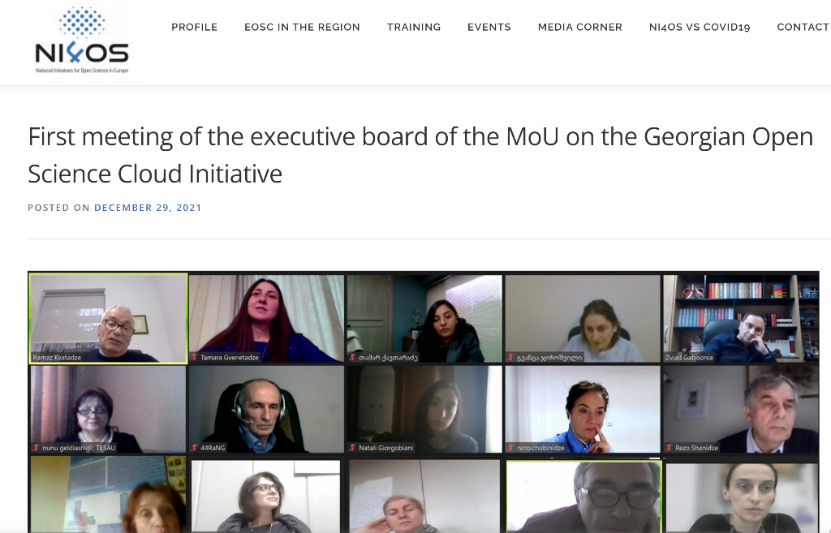 NI4OS
National Initiatives for Open Science in Europe
PROFILE EOSC IN THE REGION TRAINING EVENTS MEDIA CORNER NI4OS VS COVID19 CONTACT
First meeting of the executive board of the MoU on the Georgian Open
Science Cloud Initiative
POSTED ON DECEMBER 29, 2021
Ramaz Kvatadze
Tamara Gvenetadze
თამარ ქავთარაძე
Zviad Gabisonia
nunu geldiashvili; TESAU
44RaNG
Natali Giorgobiani
nino chubinidze
Rezo Shanidze